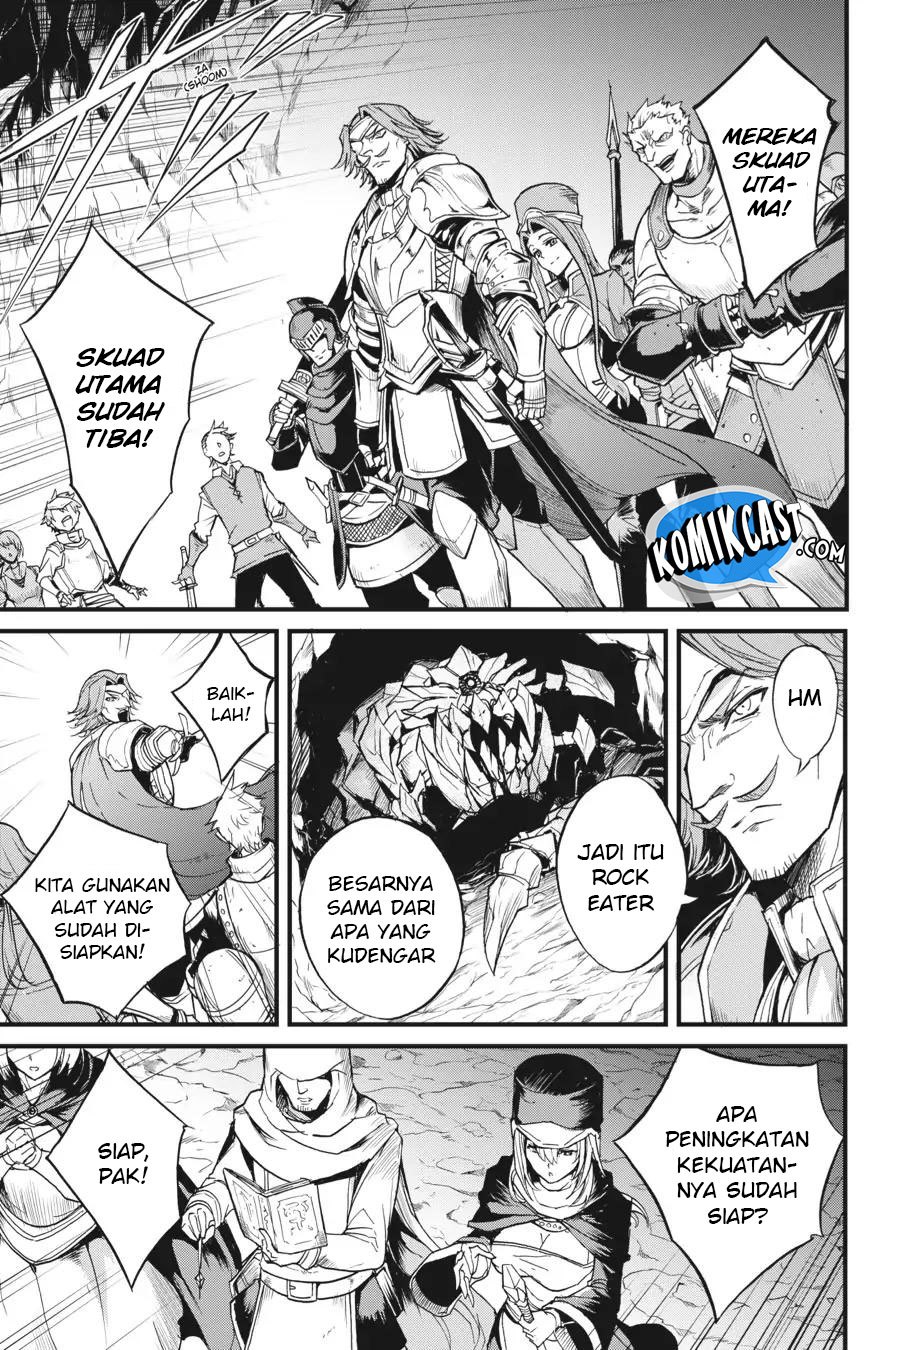 MEREKA
SKUAD
UTA-
MA!
ZA
(SHOOM)
SKUAD
UTAMA
SUDAH
TIBA!
KOMIKCAST
.COM
HM
JADI ITU
ROCK
EATER
BESARNYA
SAMA DARI
APA YANG
KUDENGAR
BAIK-
LAH!
KITA GUNAKAN
ALAT YANG
SUDAH DI-
SIAPKAN!
APA
PENINGKATAN
KEKUATAN-
NYA SUDAH
SIAP?
SIAP,
PAK!